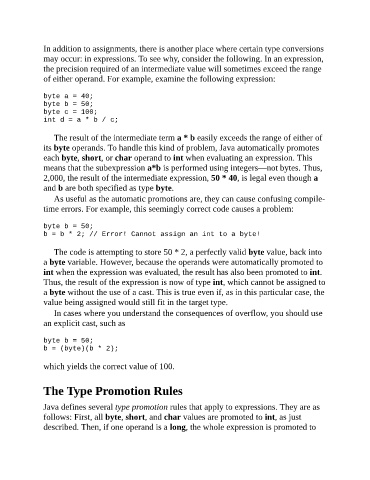 In addition to assignments, there is another place where certain type conversions
may occur: in expressions. To see why, consider the following. In an expression,
the precision required of an intermediate value will sometimes exceed the range
of either operand. For example, examine the following expression:
byte a = 40;
byte b = 50;
byte c = 100;
int d = a * b / c;
The result of the intermediate term a * b easily exceeds the range of either of
its byte operands. To handle this kind of problem, Java automatically promotes
each byte, short, or char operand to int when evaluating an expression. This
means that the subexpression a*b is performed using integers—not bytes. Thus,
2,000, the result of the intermediate expression, 50 * 40, is legal even though a
and b are both specified as type byte.
As useful as the automatic promotions are, they can cause confusing compile-
time errors. For example, this seemingly correct code causes a problem:
byte b = 50;
b = b * 2; // Error! Cannot assign an int to a byte!
The code is attempting to store 50 * 2, a perfectly valid byte value, back into
a byte variable. However, because the operands were automatically promoted to
int when the expression was evaluated, the result has also been promoted to int.
Thus, the result of the expression is now of type int, which cannot be assigned to
a byte without the use of a cast. This is true even if, as in this particular case, the
value being assigned would still fit in the target type.
In cases where you understand the consequences of overflow, you should use
an explicit cast, such as
byte b = 50;
b = (byte)(b * 2);
which yields the correct value of 100.
The Type Promotion Rules
Java defines several type promotion rules that apply to expressions. They are as
follows: First, all byte, short, and char values are promoted to int, as just
described. Then, if one operand is a long, the whole expression is promoted to